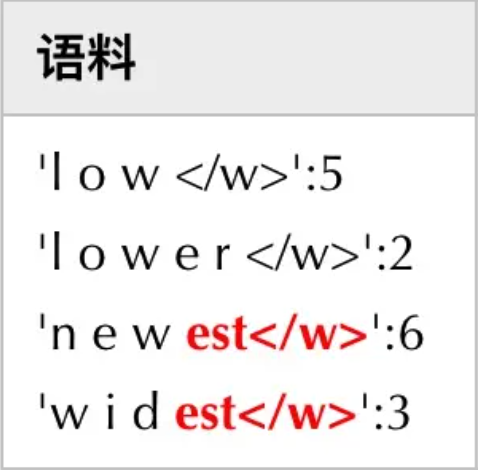 语料
'l o w </w>':5
'l o w e r </w>':2
'n e w est</w>':6
'w i d est</w>':3